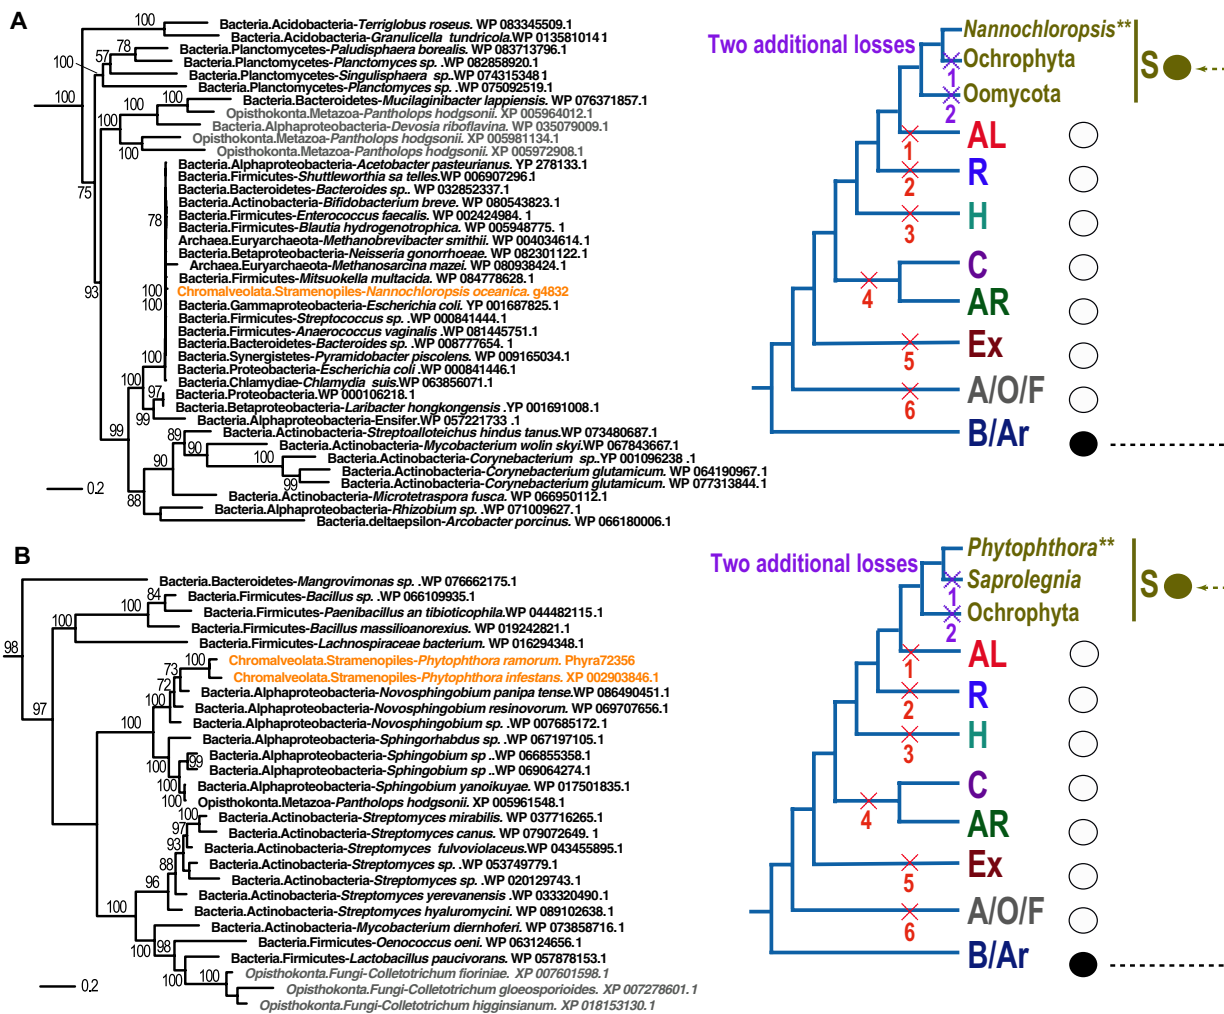 A
Bacteria.Acidobacteria-Terriglobus roseus. WP 083345509.1
Bacteria.Acidobacteria-Granulicella tundricola.WP 013581014 1
Bacteria.Planctomycetes-Paludisphaera borealis. WP 083713796.1
Bacteria.Planctomycetes-Planctomyces sp. .WP 082858920.1
Bacteria.Planctomycetes-Singulisphaera sp..WP 074315348 1
Bacteria.Planctomycetes-Planctomyces sp. WP 075092519.1
Bacteria.Bacteroidetes-Mucilaginibacter lappiensis. WP 076371857.1
Opisthokonta.Metazoa-Pantholops hodgsonii. XP 005964012.1
Bacteria.Alphaproteobacteria-Devosia riboflavina. WP 035079009.1
Opisthokonta.Metazoa-Pantholops hodgsonii. XP 005981134.1
Opisthokonta.Metazoa-Pantholops hodgsonii. XP 005972908.1
Bacteria.Alphaproteobacteria-Acetobacter pasteurianus. YP 278133.1
Bacteria.Firmicutes-Shuttleworthia sa telles.WP 006907296.1
Bacteria.Bacteroidetes-Bacteroides sp.. WP 032852337.1
Bacteria.Actinobacteria-Bifidobacterium breve. WP 080543823.1
Bacteria.Firmicutes-Enterococcus faecalis. WP 002424984. 1
Bacteria.Firmicutes-Blautia hydrogenotrophica. WP 005948775. 1
Archaea.Euryarchaeota-Methanobrevibacter smithii. WP 004034614.1
Bacteria.Betaproteobacteria-Neisseria gonorrhoeae. WP 082301122.1
Archaea.Euryarchaeota-Methanosarcina mazei. WP 080938424.1
Bacteria.Firmicutes-Mitsuokella multacida. WP 084778628.1
Chromalveolata.Stramenopiles-Nannochloropsis oceanica. g4832
Bacteria.Gammaproteobacteria-Escherichia coli. YP 001687825.1
Bacteria.Firmicutes-Streptococcus sp. WP 000841444.1
Bacteria.Firmicutes-Anaerococcus vaginalis .WP 081445751.1
Bacteria.Bacteroidetes-Bacteroides sp. WP 008777654. 1
Bacteria.Synergistetes-Pyramidobacter piscolens. WP 009165034.1
Bacteria.Proteobacteria-Escherichia coli . WP 000841446.1
Bacteria.Chlamydiae-Chlamydia suis.WP 063856071.1
Bacteria.Proteobacteria.WP 000106218.1
Bacteria.Betaproteobacteria-Laribacter hongkongensis .YP 001691008.1
Bacteria.Alphaproteobacteria-Ensifer.WP 057221733 .1
Bacteria.Actinobacteria-Streptoalloteichus hindus tanus.WP 073480687.1
Bacteria.Actinobacteria-Mycobacterium wolin skyi.WP 067843667.1
Bacteria.Actinobacteria-Corynebacterium sp..YP 001096238 .1
Bacteria.Actinobacteria-Corynebacterium glutamicum. WP 064190967.1
Bacteria.Actinobacteria-Corynebacterium glutamicum. WP 077313844.1
Bacteria.Actinobacteria-Microtetraspora fusca. WP 066950112.1
Bacteria.Alphaproteobacteria-Rhizobium sp. .WP 071009627.1
Bacteria.deltaepsilon-Arcobacter porcinus. WP 066180006.1
100
78
57
100
100
100
100
100
100
75
78
93
100
100
100
100
97
99
99
89
90
90
100
99
88
0.2
Two additional losses
Nannochloropsis**
Ochrophyta
1
Oomycota
2
S
AL
1
R
2
H
3
C
4
AR
Ex
5
A/O/F
6
B/Ar
B
Bacteria.Bacteroidetes-Mangrovimonas sp. .WP 076662175.1
Bacteria.Firmicutes-Bacillus sp. .WP 066109935.1
Bacteria.Firmicutes-Paenibacillus an tibioticophila.WP 044482115.1
Bacteria.Firmicutes-Bacillus massilioanorexius. WP 019242821.1
Bacteria.Firmicutes-Lachnospiraceae bacterium. WP 016294348.1
Chromalveolata.Stramenopiles-Phytophthora ramorum. Phyra72356
Chromalveolata.Stramenopiles-Phytophthora infestans. XP 002903846.1
Bacteria.Alphaproteobacteria-Novosphingobium panipa tense.WP 086490451.1
Bacteria.Alphaproteobacteria-Novosphingobium resinovorum. WP 069707656.1
Bacteria.Alphaproteobacteria-Novosphingobium sp. .WP 007685172.1
Bacteria.Alphaproteobacteria-Sphingorhabdus sp. .WP 067197105.1
Bacteria.Alphaproteobacteria-Sphingobium sp ..WP 066855358.1
Bacteria.Alphaproteobacteria-Sphingobium sp ..WP 069064274.1
Bacteria.Alphaproteobacteria-Sphingobium yanoikuyae. WP 017501835.1
Opisthokonta.Metazoa-Pantholops hodgsonii. XP 005961548.1
Bacteria.Actinobacteria-Streptomyces mirabilis. WP 037716265.1
Bacteria.Actinobacteria-Streptomyces canus. WP 079072649. 1
Bacteria.Actinobacteria-Streptomyces fulvoviolaceus.WP 043455895.1
Bacteria.Actinobacteria-Streptomyces sp. .WP 053749779.1
Bacteria.Actinobacteria-Streptomyces sp. .WP 020129743.1
Bacteria.Actinobacteria-Streptomyces yerevanensis .WP 033320490.1
Bacteria.Actinobacteria-Streptomyces hyaluromycini. WP 089102638.1
Bacteria.Actinobacteria-Mycobacterium diernhoferi. WP 073858716.1
Bacteria.Firmicutes-Oenococcus oeni. WP 063124656.1
Bacteria.Firmicutes-Lactobacillus paucivorans. WP 057878153.1
Opisthokonta.Fungi-Colletotrichum fioriniae. XP 007601598.1
Opisthokonta.Fungi-Colletotrichum gloeosporioides. XP 007278601.1
Opisthokonta.Fungi-Colletotrichum higginsianum. XP 018153130.1
84
100
98
97
100
73
72
100
100
100
99
100
100
100
97
93
88
96
100
100
98
100
100
0.2
Two additional losses
Phytophthora**
Saprolegnia
1
Ochrophyta
2
S
AL
1
R
2
H
3
C
4
AR
Ex
5
A/O/F
6
B/Ar